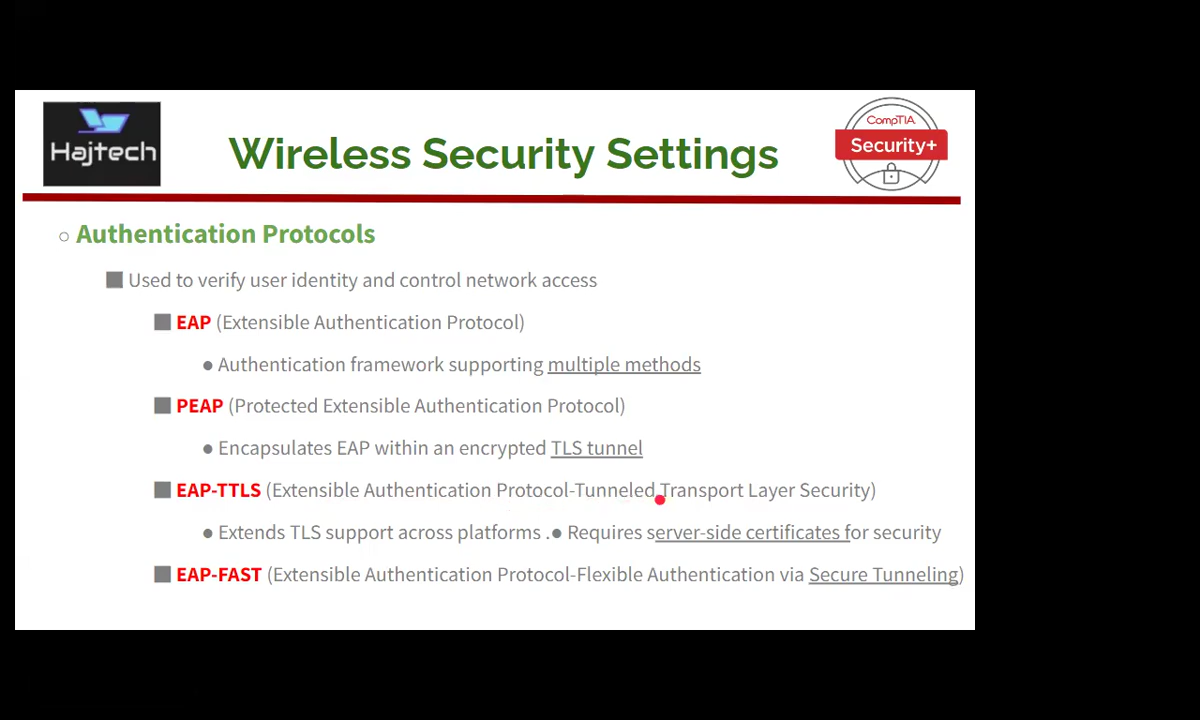 Hajtech
Wireless Security Settings
CompTIA
Security+
○ Authentication Protocols
■ Used to verify user identity and control network access
■ EAP (Extensible Authentication Protocol)
● Authentication framework supporting multiple methods
■ PEAP (Protected Extensible Authentication Protocol)
● Encapsulates EAP within an encrypted TLS tunnel
■ EAP-TTLS (Extensible Authentication Protocol-Tunneled Transport Layer Security)
● Extends TLS support across platforms .● Requires server-side certificates for security
■ EAP-FAST (Extensible Authentication Protocol-Flexible Authentication via Secure Tunneling)